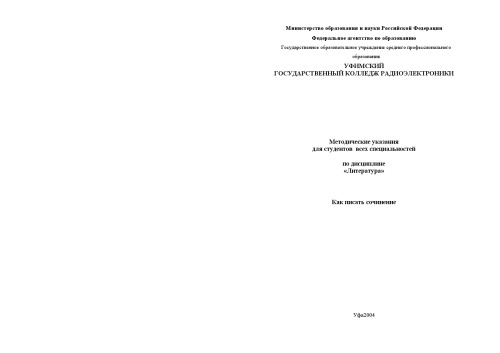 Министерство образования и науки Российской Федерации
Федеральное агентство по образованию
Государственное образовательное учреждение среднего профессионального
образования
УФИМСКИЙ
ГОСУДАРСТВЕННЫЙ КОЛЛЕДЖ РАДИОЭЛЕКТРОНИКИ
Методические указания
для студентов всех специальностей
по дисциплине
«Литература»
Как писать сочинение
Уфа2004